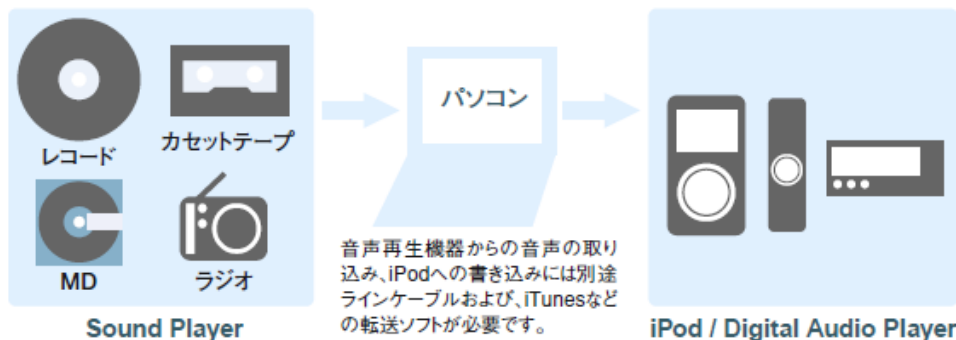 レコード
カセットテープ
MD
ラジオ
Sound Player
パソコン
音声再生機器からの音声の取り
込み、iPodへの書き込みには別途
ラインケーブルおよび、iTunesなど
の転送ソフトが必要です。
iPod / Digital Audio Player